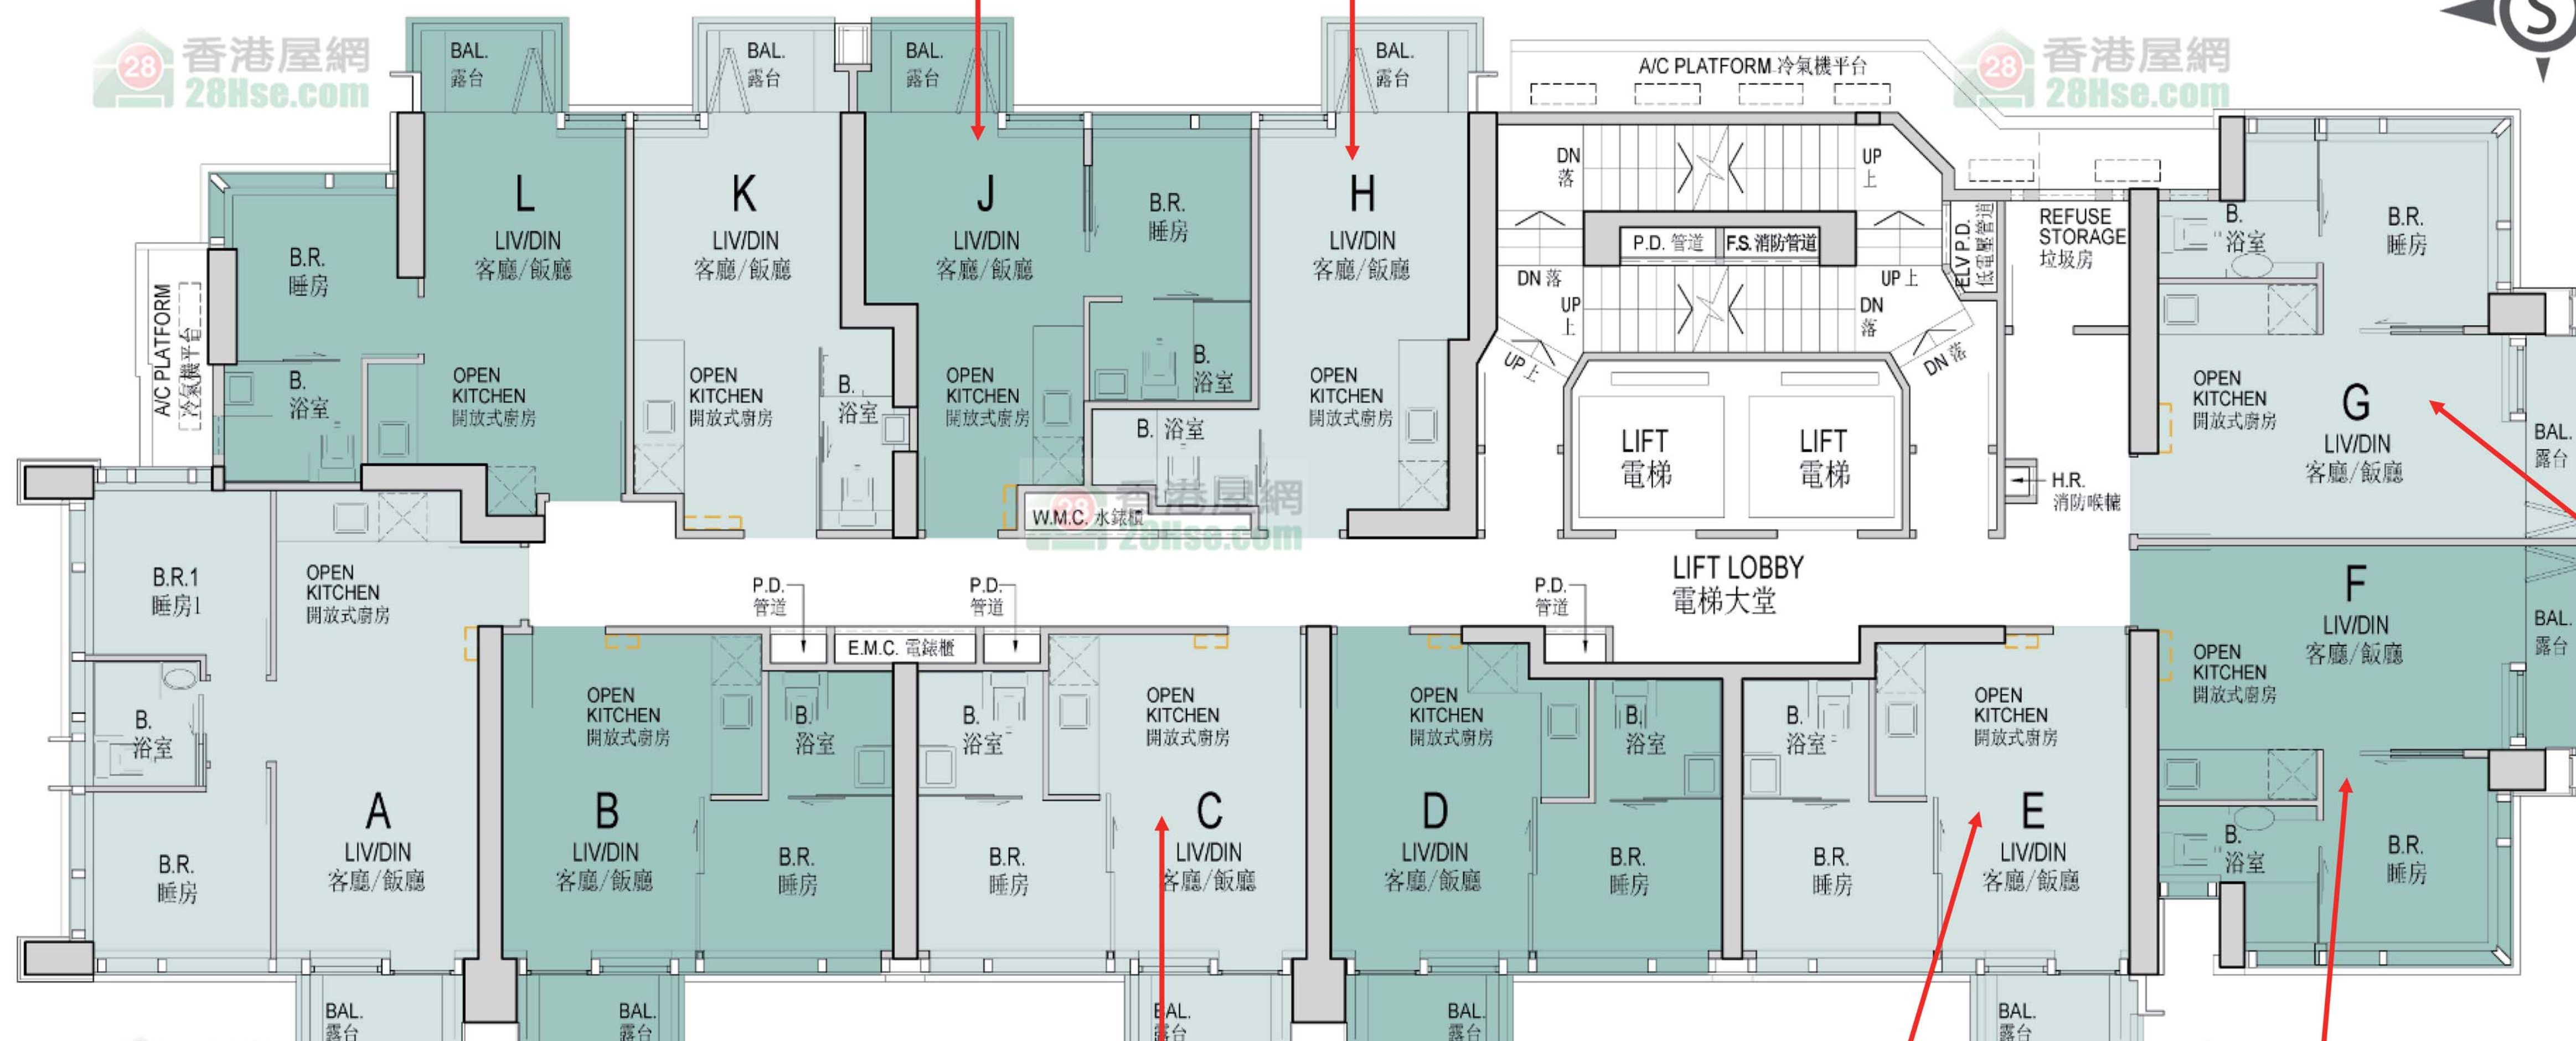 28 香港屋網
28Hse.com
BAL.
露台
BAL.
露台
BAL.
露台
BAL.
露台
A/C PLATFORM 冷氣機平台
28 香港屋網
28Hse.com
S
L
LIV/DIN
客廳/飯廳
B.R.
睡房
A/C PLATFORM
冷氣機平台
B.
浴室
OPEN
KITCHEN
開放式廚房
K
LIV/DIN
客廳/飯廳
OPEN
KITCHEN
開放式廚房
B.
浴室
J
LIV/DIN
客廳/飯廳
B.R.
睡房
OPEN
KITCHEN
開放式廚房
B.
浴室
H
LIV/DIN
客廳/飯廳
OPEN
KITCHEN
開放式廚房
B. 浴室
W.M.C. 水錶櫃
28 香港屋網
28Hse.com
DN
落
UP
上
P.D. 管道
F.S. 消防管道
DN 落
UP 上
UP
上
DN
落
UP 上
DN 落
ELV P.D.
低電壓管道
REFUSE
STORAGE
垃圾房
LIFT
電梯
LIFT
電梯
H.R.
消防喉轆
LIFT LOBBY
電梯大堂
B.
浴室
B.R.
睡房
OPEN
KITCHEN
開放式廚房
G
LIV/DIN
客廳/飯廳
BAL.
露台
F
LIV/DIN
客廳/飯廳
BAL.
露台
OPEN
KITCHEN
開放式廚房
B.
浴室
B.R.
睡房
B.R.1
睡房1
OPEN
KITCHEN
開放式廚房
B.
浴室
A
LIV/DIN
客廳/飯廳
B.R.
睡房
BAL.
露台
P.D.
管道
P.D.
管道
P.D.
管道
E.M.C. 電錶櫃
OPEN
KITCHEN
開放式廚房
B.
浴室
B
LIV/DIN
客廳/飯廳
B.R.
睡房
BAL.
露台
B.
浴室
OPEN
KITCHEN
開放式廚房
C
LIV/DIN
客廳/飯廳
B.R.
睡房
BAL.
露台
OPEN
KITCHEN
開放式廚房
B.
浴室
D
LIV/DIN
客廳/飯廳
B.R.
睡房
BAL.
露台
B.
浴室
OPEN
KITCHEN
開放式廚房
E
LIV/DIN
客廳/飯廳
B.R.
睡房
BAL.
露台